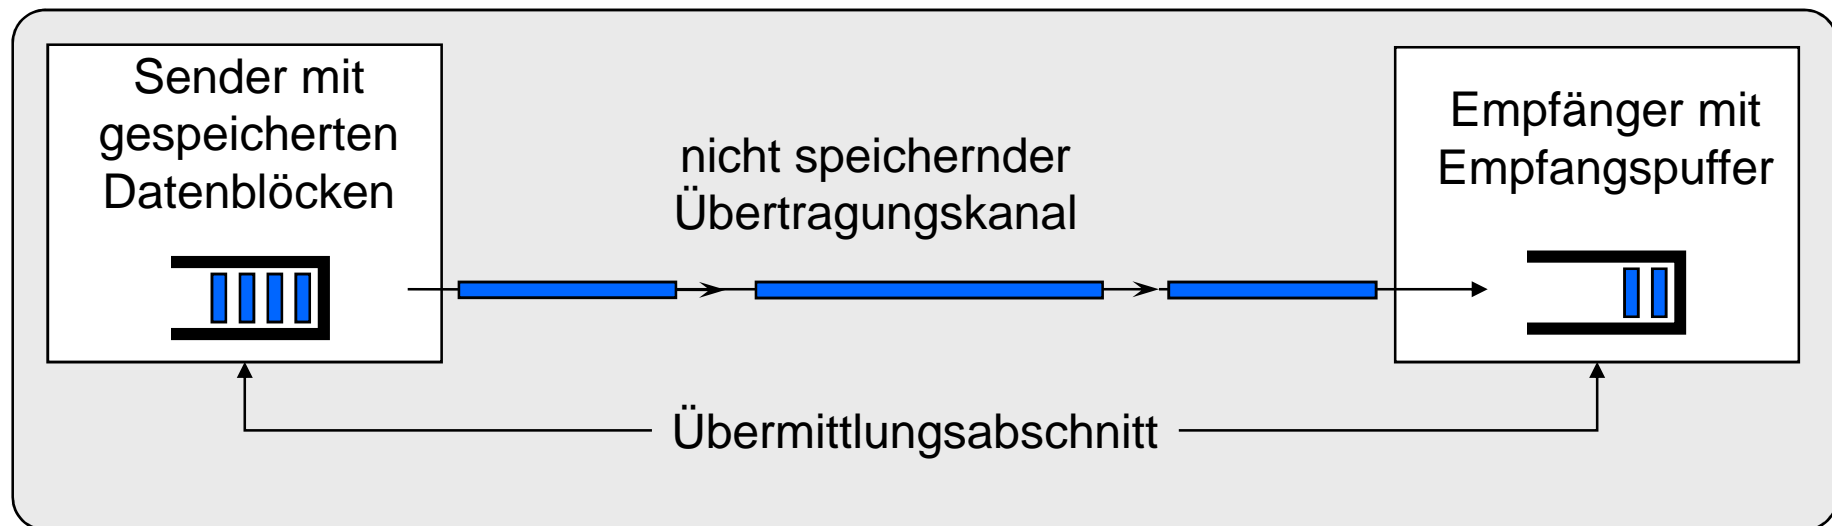 Sender mit
gespeicherten
Datenblöcken
nicht speichernder
Übertragungskanal
Empfänger mit
Empfangspuffer
Übermittlungsabschnitt